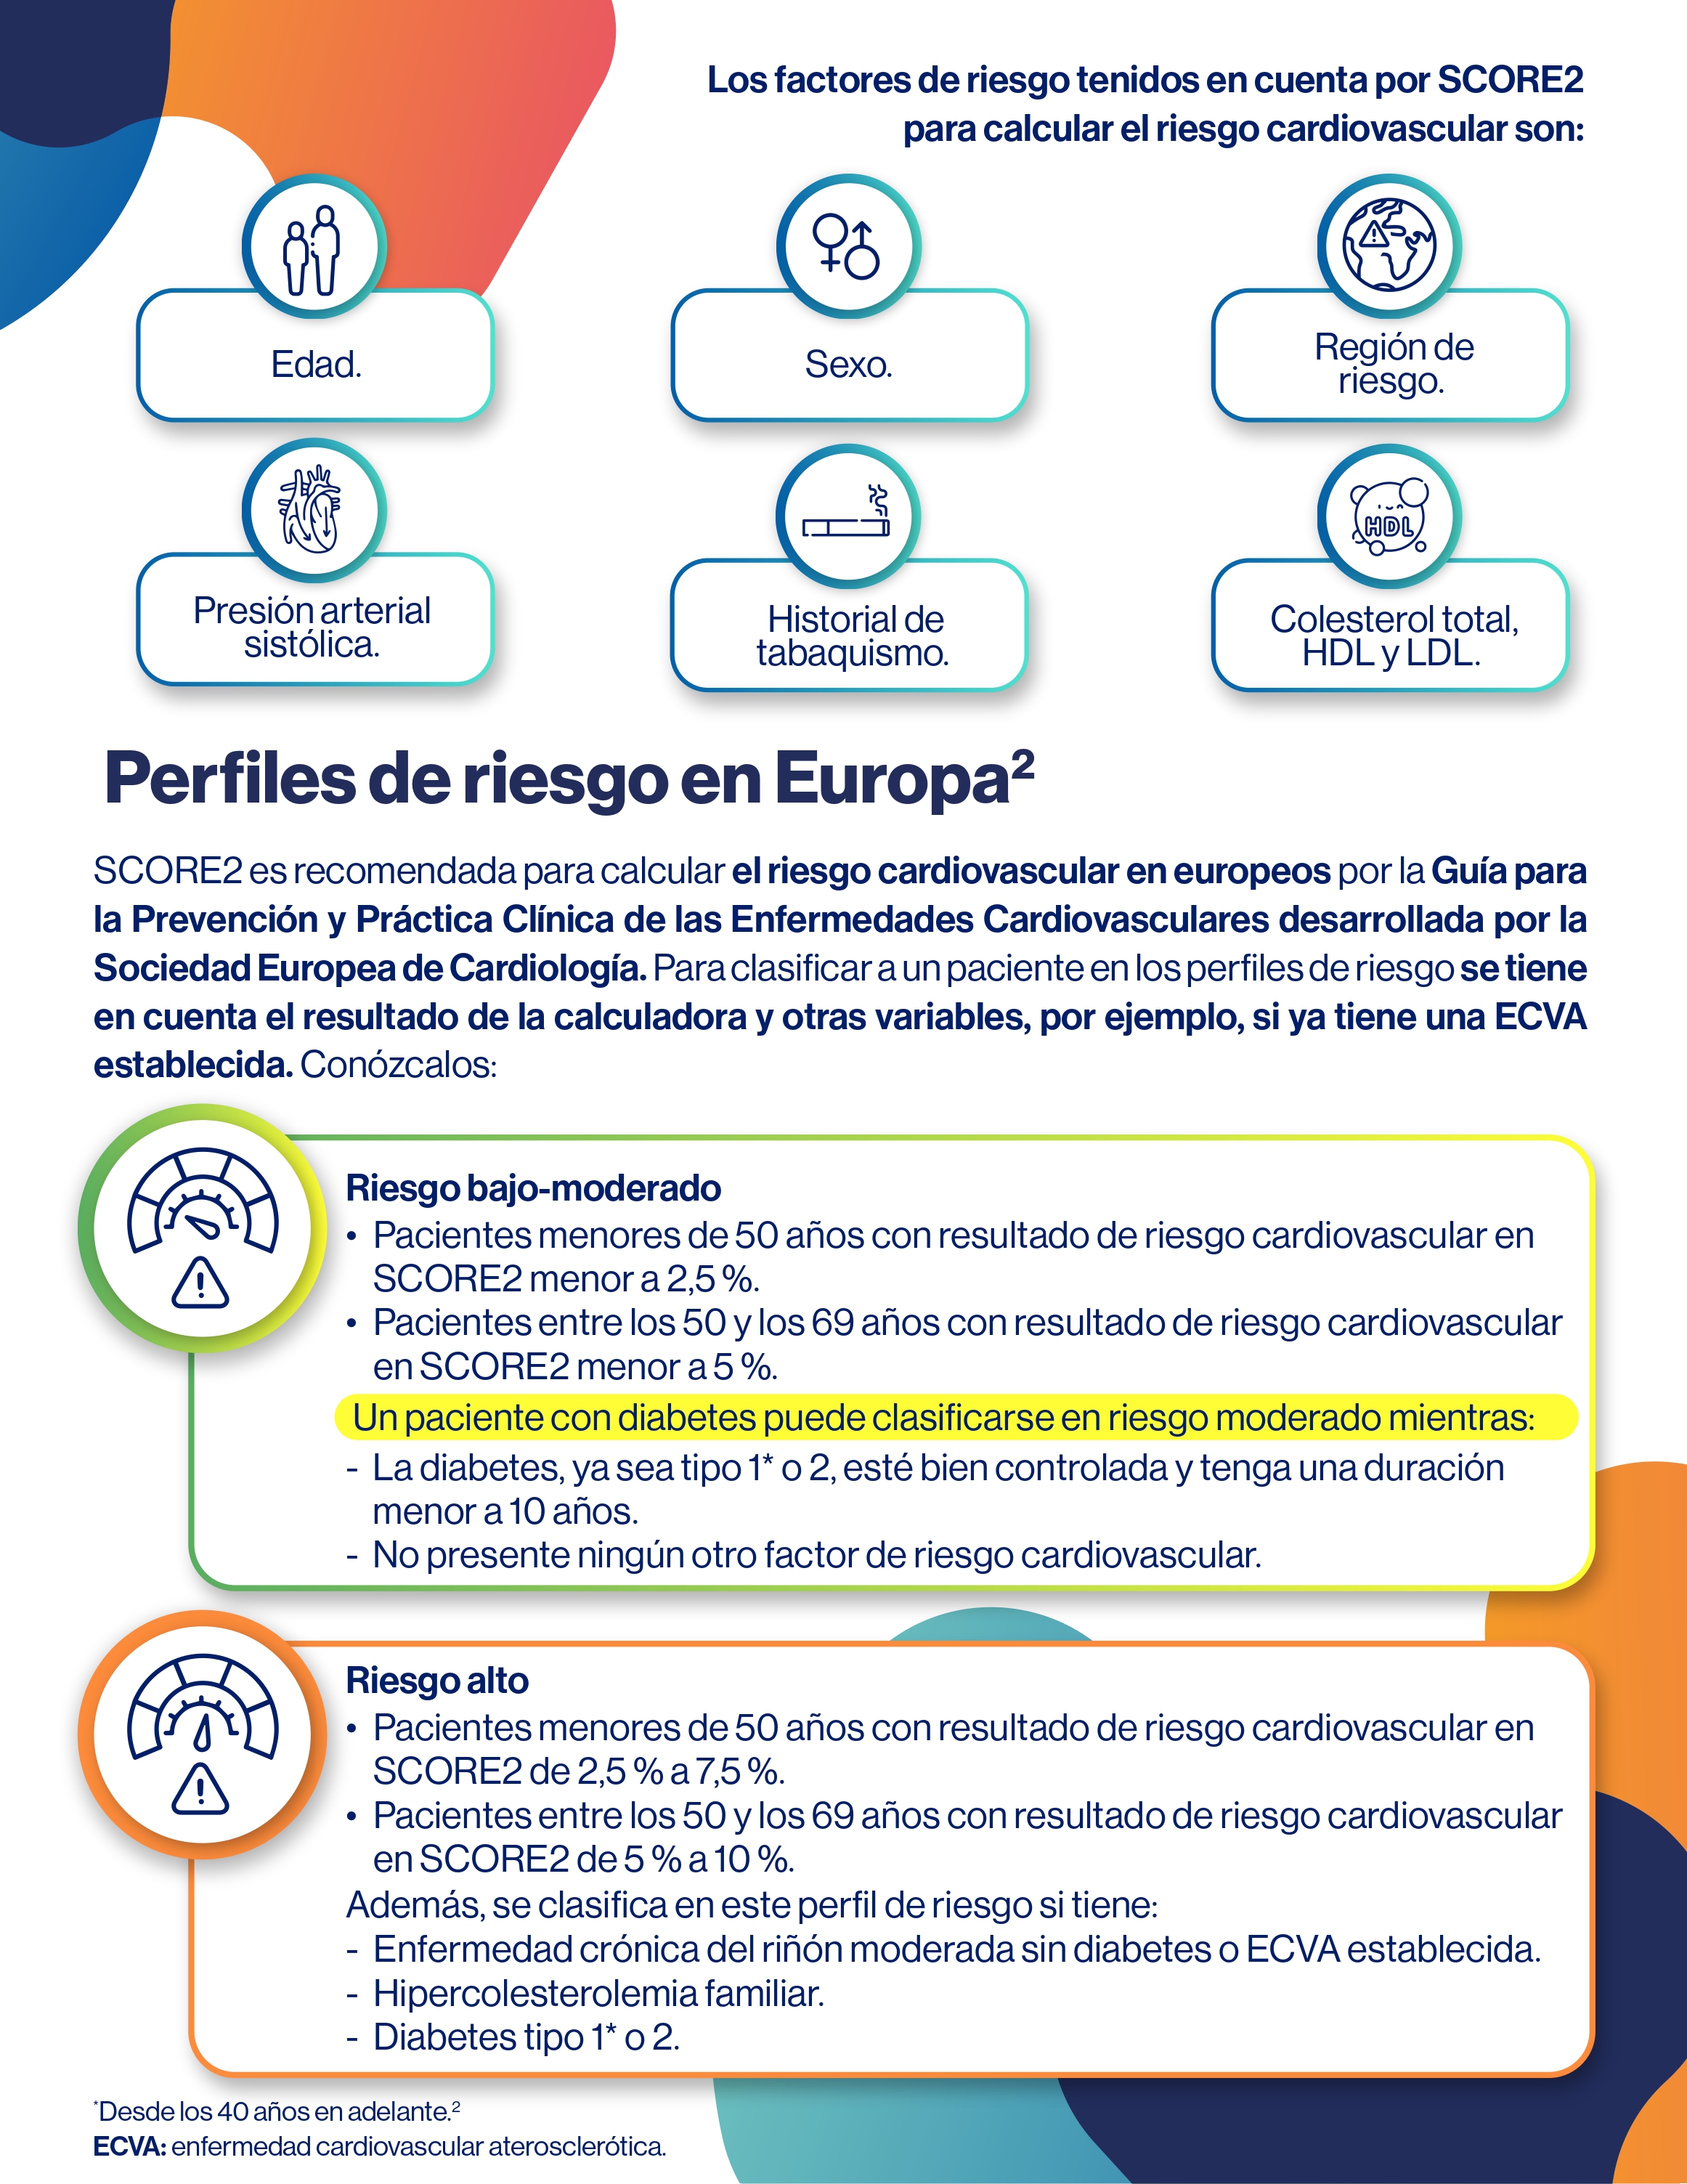 Los factores de riesgo tenidos en cuenta por SCORE2
para calcular el riesgo cardiovascular son:
Edad.
Sexo.
Región de
riesgo.
Presión arterial
sistólica.
Historial de
tabaquismo.
HDL
Colesterol total,
HDL y LDL.
Perfiles de riesgo en Europa²
SCORE2 es recomendada para calcular el riesgo cardiovascular en europeos por la Guía para
la Prevención y Práctica Clínica de las Enfermedades Cardiovasculares desarrollada por la
Sociedad Europea de Cardiología. Para clasificar a un paciente en los perfiles de riesgo se tiene
en cuenta el resultado de la calculadora y otras variables, por ejemplo, si ya tiene una ECVA
establecida. Conózcalos:
Riesgo bajo-moderado
• Pacientes menores de 50 años con resultado de riesgo cardiovascular en
SCORE2 menor a 2,5 %.
• Pacientes entre los 50 y los 69 años con resultado de riesgo cardiovascular
en SCORE2 menor a 5 %.
Un paciente con diabetes puede clasificarse en riesgo moderado mientras:
- La diabetes, ya sea tipo 1* o 2, esté bien controlada y tenga una duración
menor a 10 años.
- No presente ningún otro factor de riesgo cardiovascular.
Riesgo alto
• Pacientes menores de 50 años con resultado de riesgo cardiovascular en
SCORE2 de 2,5 % a 7,5 %.
• Pacientes entre los 50 y los 69 años con resultado de riesgo cardiovascular
en SCORE2 de 5 % a 10 %.
Además, se clasifica en este perfil de riesgo si tiene:
- Enfermedad crónica del riñón moderada sin diabetes o ECVA establecida.
- Hipercolesterolemia familiar.
- Diabetes tipo 1* o 2.
*Desde los 40 años en adelante.²
ECVA: enfermedad cardiovascular aterosclerótica.